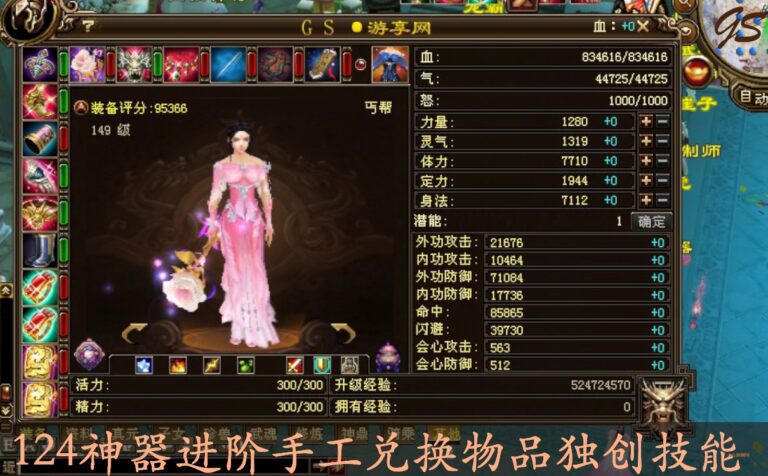 GS 游享网
血: +0
GS
自动
装备评分:95366
丐帮
149 级
血: 834616/834616
气: 44725/44725
怒: 1000/1000
力量: 1280 +0
灵气: 1319 +0
体力: 7710 +0
定力: 1944 +0
身法: 7112 +0
潜能: 1 确定
外功攻击: 21676 +0
内功攻击: 10464 +0
外功防御: 71084 +0
内功防御: 17736 +0
命中: 85865 +0
闪避: 39730 +0
会心攻击: 563 +0
会心防御: 512 +0
活力: 300/300 升级经验: 524724570
精力: 300/300 拥有经验: 0
制师
124神器进阶手工兑换物品独创技能